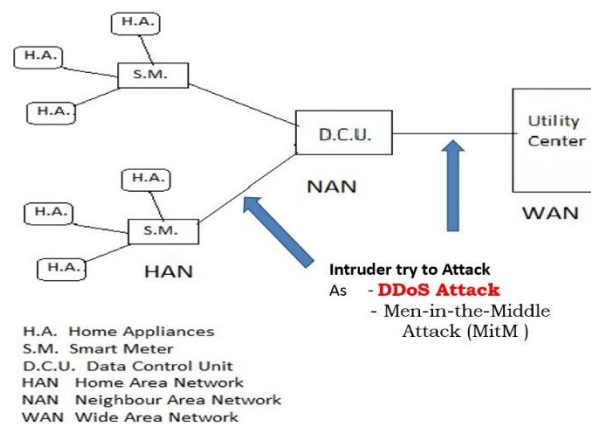 H.A.
H.A.
S.M.
H.A.
D.C.U.
Utility
Center
H.A.
NAN
H.A.
WAN
S.M.
H.A.
HAN
Intruder try to Attack
As - DDoS Attack
- Men-in-the-Middle
Attack (MitM )
H.A. Home Appliances
S.M. Smart Meter
D.C.U. Data Control Unit
HAN Home Area Network
NAN Neighbour Area Network
WAN Wide Area Network